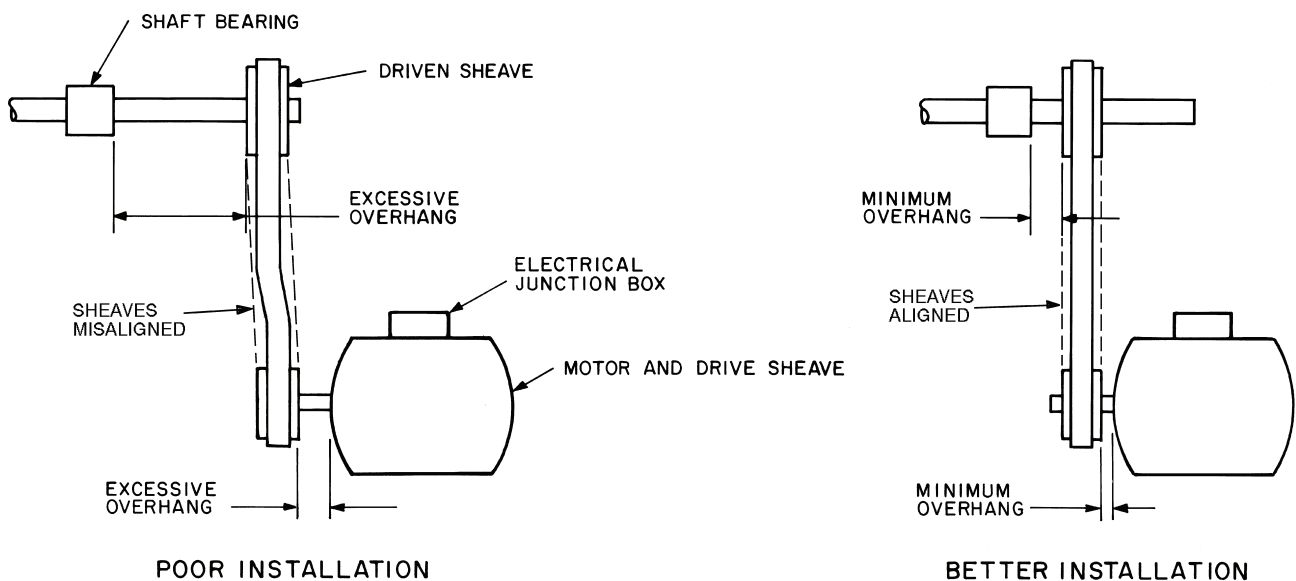 SHAFT BEARING
DRIVEN SHEAVE
EXCESSIVE
OVERHANG
ELECTRICAL
JUNCTION BOX
SHEAVES
MISALIGNED
MOTOR AND DRIVE SHEAVE
EXCESSIVE
OVERHANG
POOR INSTALLATION
MINIMUM
OVERHANG
SHEAVES
ALIGNED
MINIMUM
OVERHANG
BETTER INSTALLATION